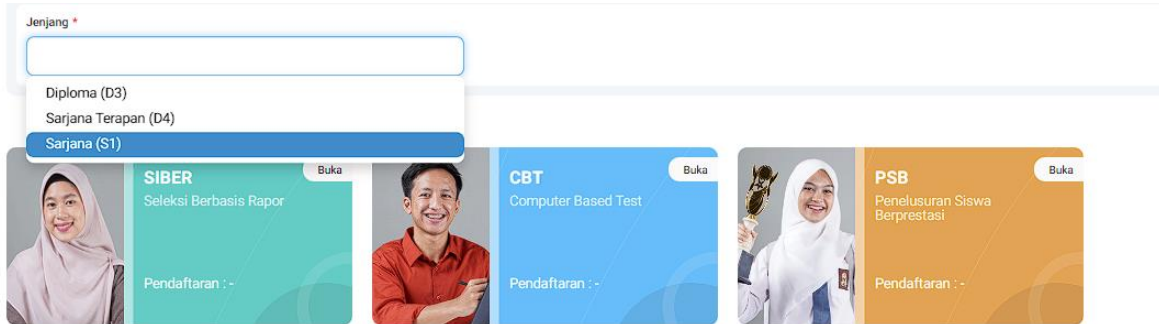 Jenjang *
Diploma (D3)
Sarjana Terapan (D4)
Sarjana (S1)
SIBER
Buka
Seleksi Berbasis Rapor
Pendaftaran : -
CBT
Buka
Computer Based Test
Pendaftaran : -
PSB
Buka
Penelusuran Siswa
Berprestasi
Pendaftaran : -